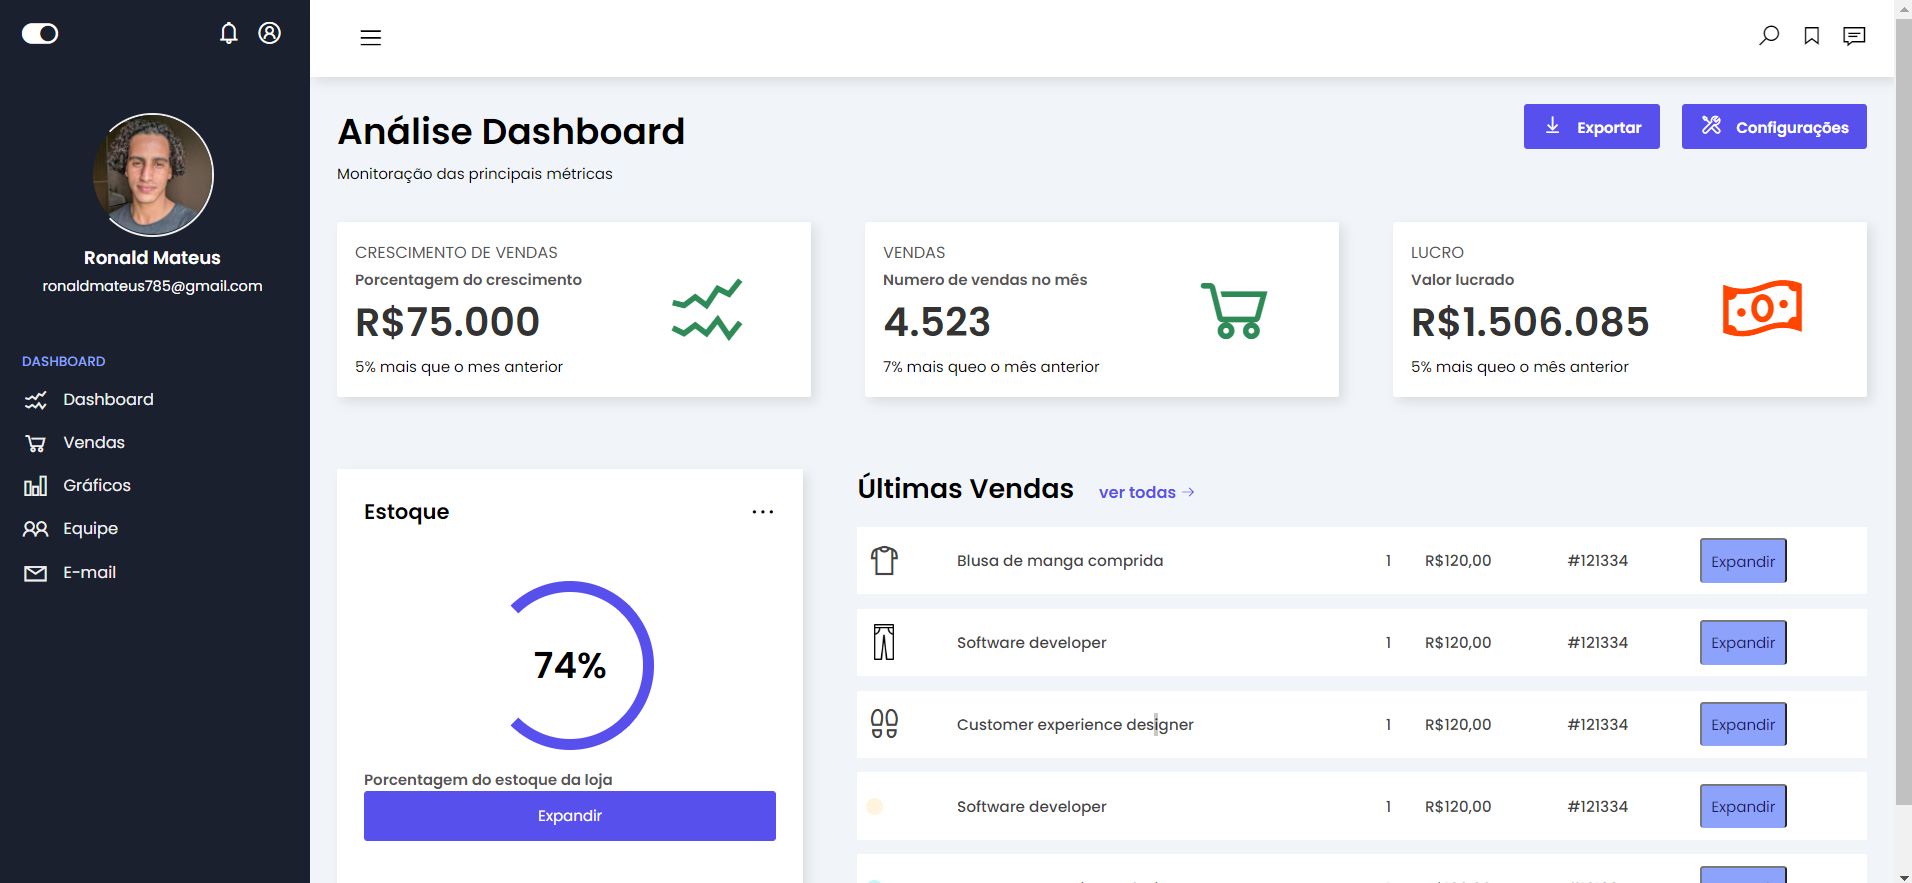 Ronald Mateus
ronaldmateus785@gmail.com
DASHBOARD
Dashboard
Vendas
Gráficos
Equipe
E-mail
Análise Dashboard
Monitoração das principais métricas
Exportar
Configurações
CRESCIMENTO DE VENDAS
Porcentagem do crescimento
R$75.000
5% mais que o mes anterior
VENDAS
Numero de vendas no mês
4.523
7% mais queo o mês anterior
LUCRO
Valor lucrado
R$1.506.085
5% mais queo o mês anterior
Estoque
74%
Porcentagem do estoque da loja
Expandir
Últimas Vendas ver todas
Blusa de manga comprida 1 R$120,00 #121334 Expandir
Software developer 1 R$120,00 #121334 Expandir
Customer experience designer 1 R$120,00 #121334 Expandir
Software developer 1 R$120,00 #121334 Expandir